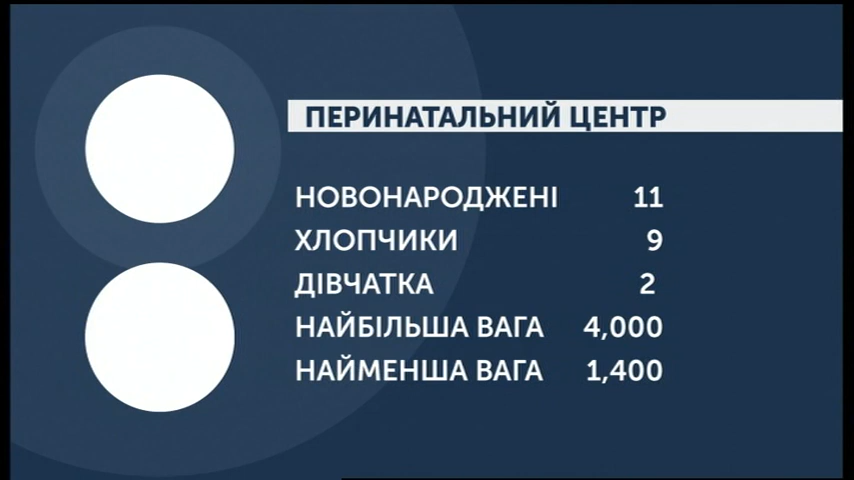 ПЕРИНАТАЛЬНИЙ ЦЕНТР
НОВОНАРОДЖЕНІ 11
ХЛОПЧИКИ 9
ДІВЧАТКА 2
НАЙБІЛЬША ВАГА 4,000
НАЙМЕНША ВАГА 1,400